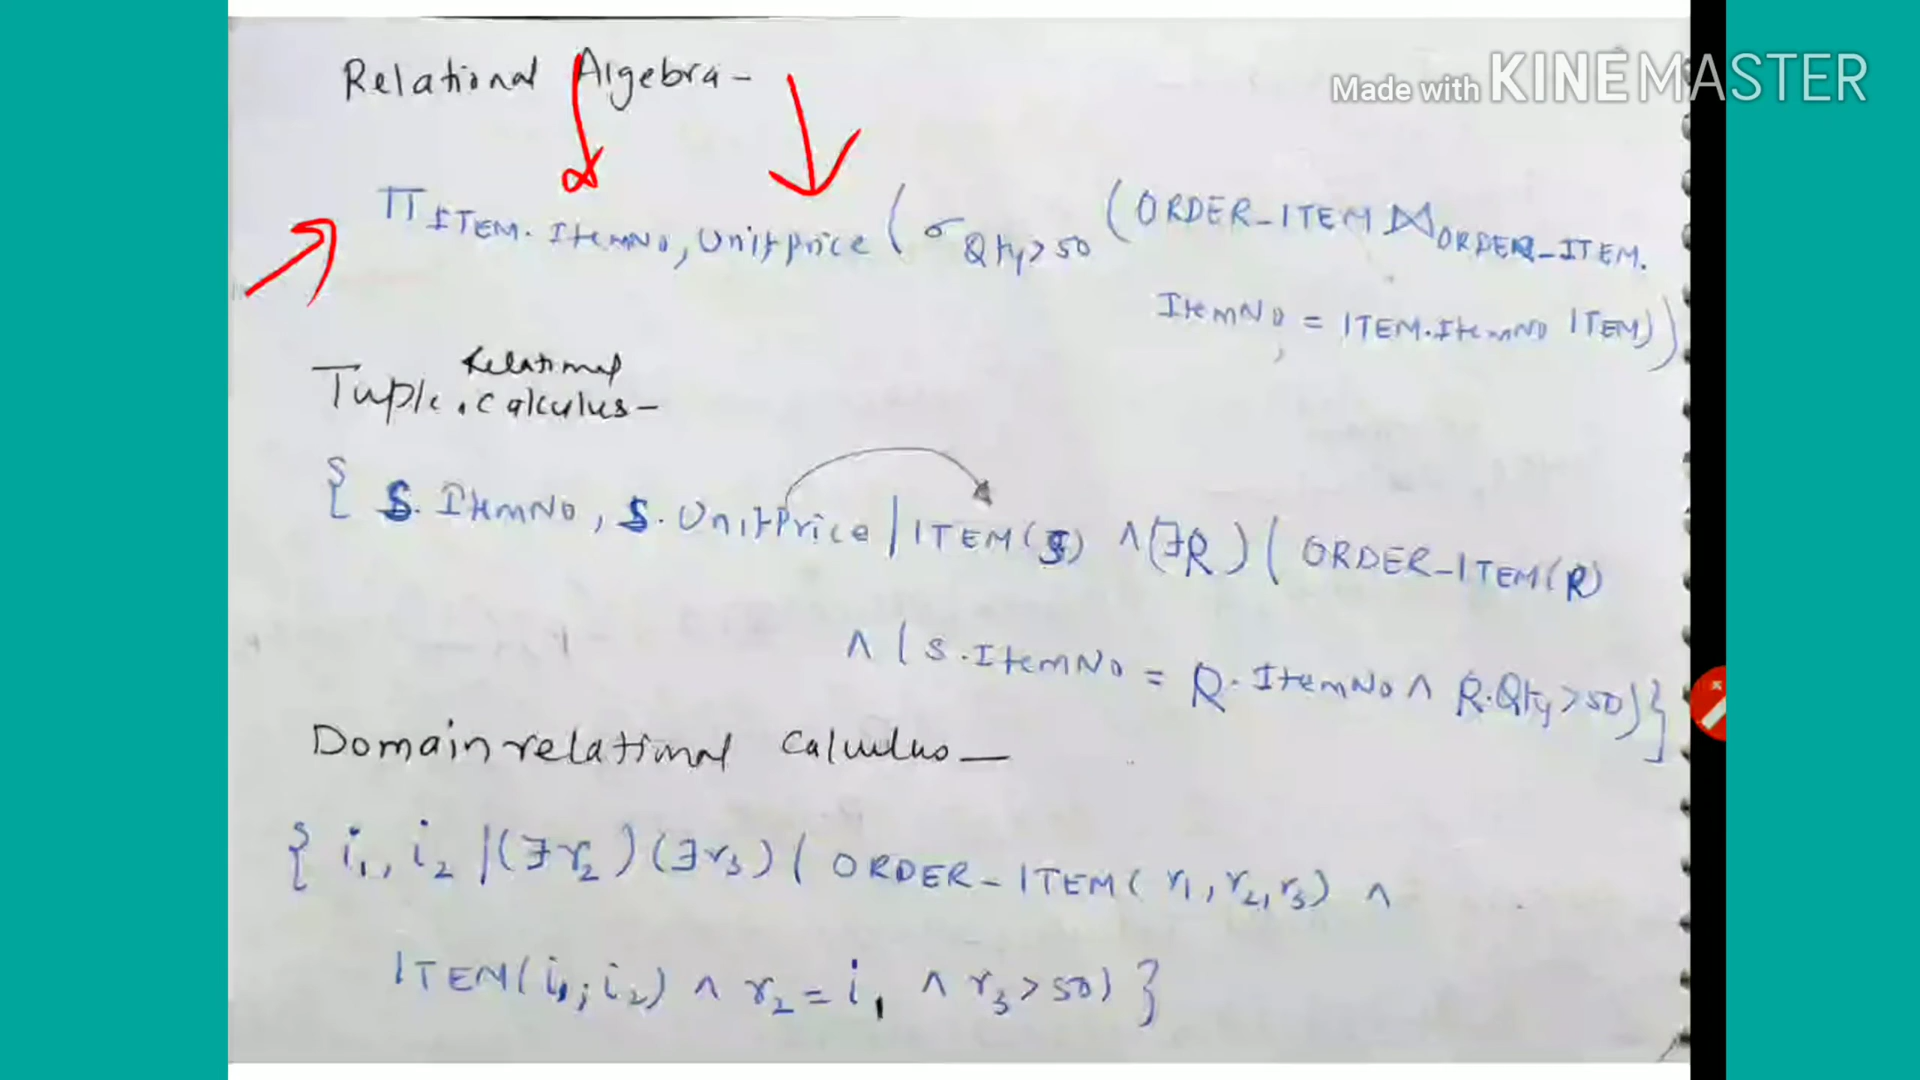 Relational Algebra -
Made with KINEMASTER
π ITEM.ItemNo, UnitPrice (σ Qty>50 (ORDER_ITEM ⋈ ORDER_ITEM.
ItemNo = ITEM.ItemNo ITEM))
Relational
Tuple calculus -
{ S.ItemNo, S.UnitPrice | ITEM(S) ∧ (∃R) ( ORDER_ITEM(R)
∧ (S.ItemNo = R.ItemNo ∧ R.Qty>50)}
Domain relational calculus —
{ i₁, i₂ | (∃r₂) (∃r₃) ( ORDER_ITEM( r₁, r₂, r₃) ∧
ITEM(i₁, i₂) ∧ r₂ = i₁ ∧ r₃ > 50) }